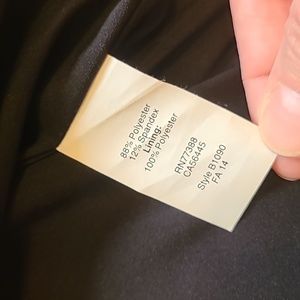 88% Polyester
12% Spandex
Lining:
100% Polyester
RN77388
CA56445
Style B1090
FA 14